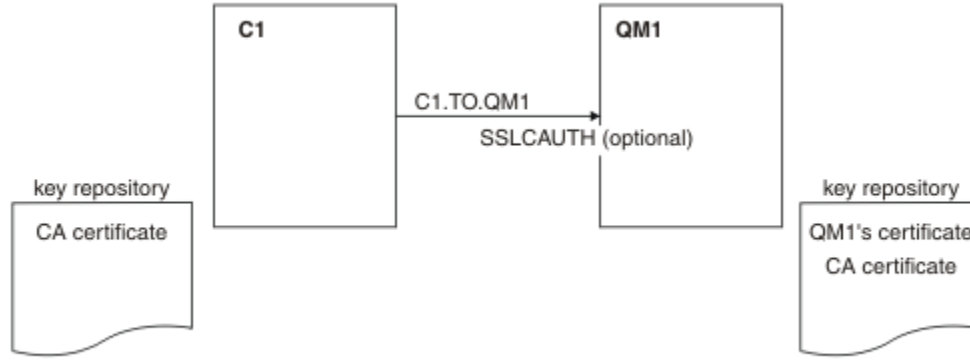 C1
QM1
C1.TO.QM1
SSLCAUTH (optional)
key repository
CA certificate
key repository
QM1's certificate
CA certificate